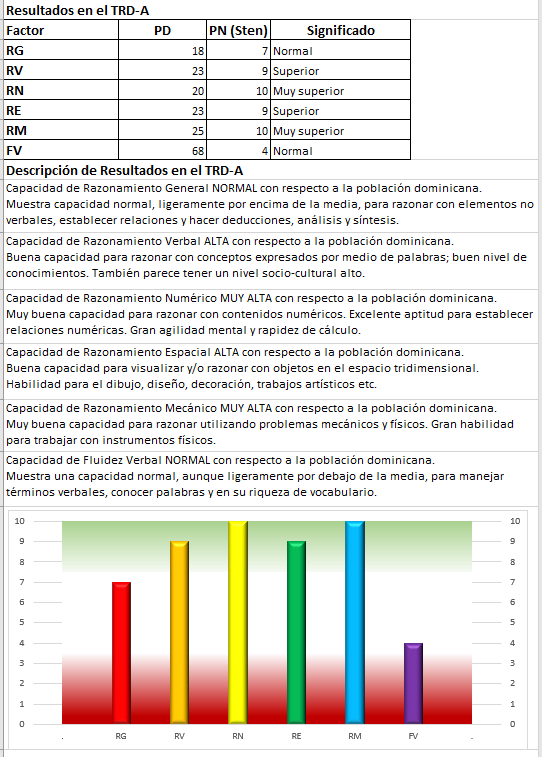 Resultados en el TRD-A
Factor PD PN (Sten) Significado
RG 18 7 Normal
RV 23 9 Superior
RN 20 10 Muy superior
RE 23 9 Superior
RM 25 10 Muy superior
FV 68 4 Normal
Descripción de Resultados en el TRD-A
Capacidad de Razonamiento General NORMAL con respecto a la población dominicana.
Muestra capacidad normal, ligeramente por encima de la media, para razonar con elementos no
verbales, establecer relaciones y hacer deducciones, análisis y síntesis.
Capacidad de Razonamiento Verbal ALTA con respecto a la población dominicana.
Buena capacidad para razonar con conceptos expresados por medio de palabras; buen nivel de
conocimientos. También parece tener un nivel socio-cultural alto.
Capacidad de Razonamiento Numérico MUY ALTA con respecto a la población dominicana.
Muy buena capacidad para razonar con contenidos numéricos. Excelente aptitud para establecer
relaciones numéricas. Gran agilidad mental y rapidez de cálculo.
Capacidad de Razonamiento Espacial ALTA con respecto a la población dominicana.
Buena capacidad para visualizar y/o razonar con objetos en el espacio tridimensional.
Habilidad para el dibujo, diseño, decoración, trabajos artísticos etc.
Capacidad de Razonamiento Mecánico MUY ALTA con respecto a la población dominicana.
Muy buena capacidad para razonar utilizando problemas mecánicos y físicos. Gran habilidad
para trabajar con instrumentos físicos.
Capacidad de Fluidez Verbal NORMAL con respecto a la población dominicana.
Muestra una capacidad normal, aunque ligeramente por debajo de la media, para manejar
términos verbales, conocer palabras y en su riqueza de vocabulario.
10 10
9 9
8 8
7 7
6 6
5 5
4 4
3 3
2 2
1 1
0 0
. RG RV RN RE RM FV .